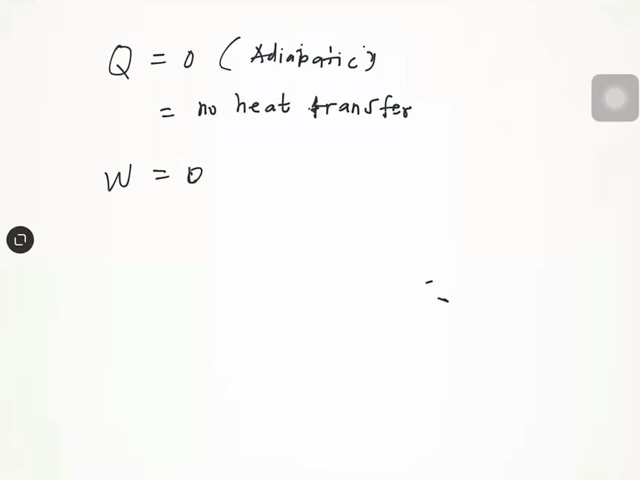 Q = 0 (Adiabatic)
= no heat transfer
W = 0